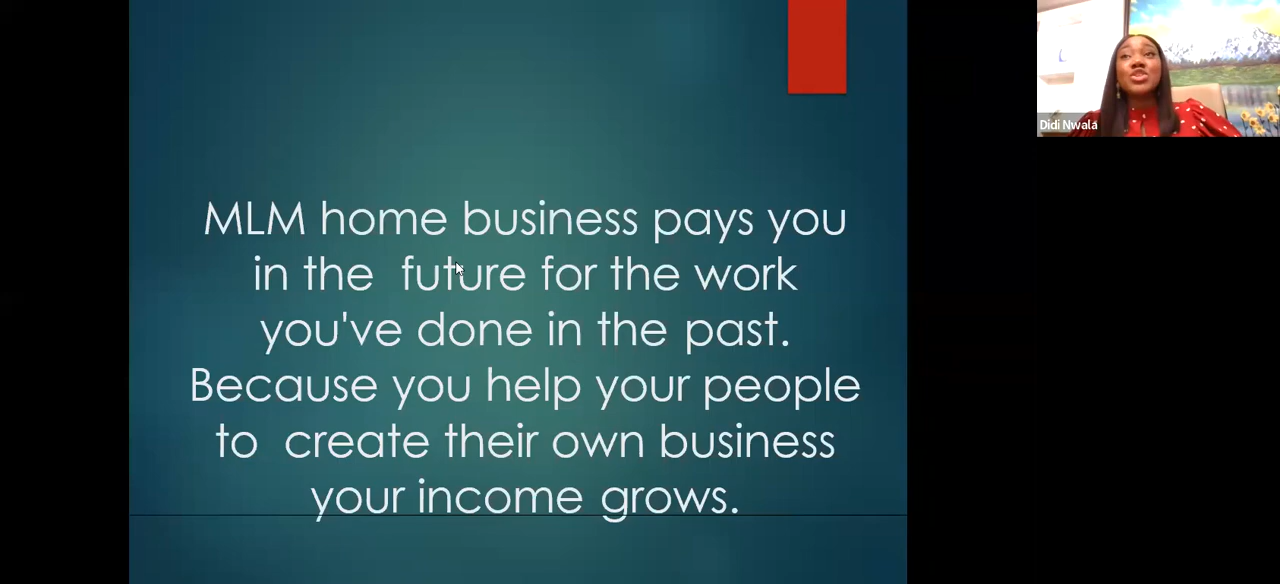 MLM home business pays you
in the future for the work
you've done in the past.
Because you help your people
to create their own business
your income grows.
Didi Nwala